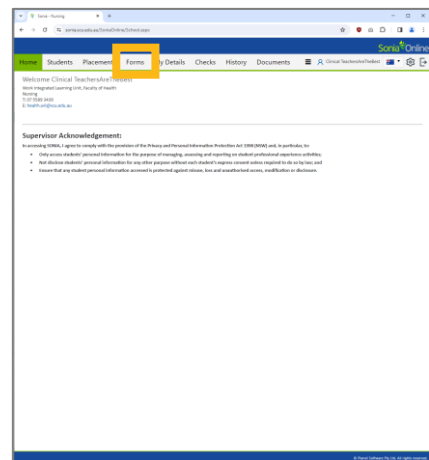 Sonia - Nursing
sonia.scu.edu.au/SoniaOnline/School.aspx
Sonia Online
Home Students Placement Forms My Details Checks History Documents Clinical TeachersAreTheBest
Welcome Clinical TeachersAreTheBest
Work Integrated Learning Unit, Faculty of Health
Nursing
Supervisor Acknowledgement:
In accessing SONIA, I agree to comply with the provision of the Privacy and Personal Information Protection Act 1998 (NSW) and, in particular, to:
Only access students' personal information for the purpose of managing, assessing and reporting on student professional experience activities;
Not disclose students' personal information for any other purpose without such student's express consent unless required to do so by law; and
Ensure that any student personal information accessed is protected against release, loss and unauthorised access, modification or disclosure.
© Planet Software Pty Ltd. All rights reserved